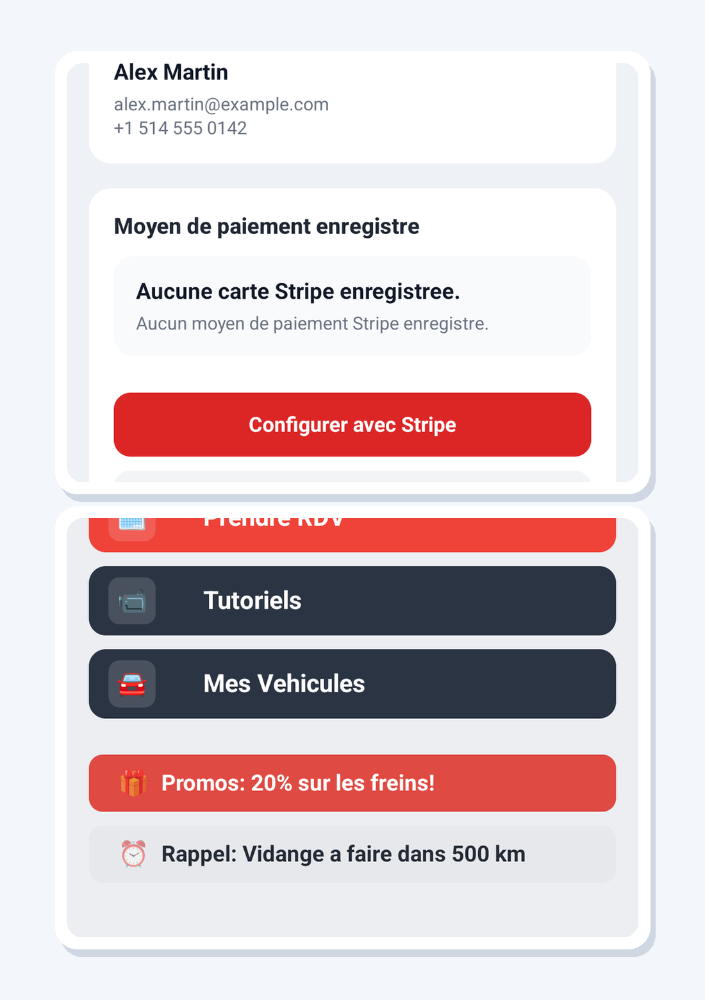 Alex Martin
alex.martin@example.com
+1 514 555 0142
Moyen de paiement enregistre
Aucune carte Stripe enregistree.
Aucun moyen de paiement Stripe enregistre.
Configurer avec Stripe
Prendre RDV
Tutoriels
Mes Vehicules
Promos: 20% sur les freins!
Rappel: Vidange a faire dans 500 km